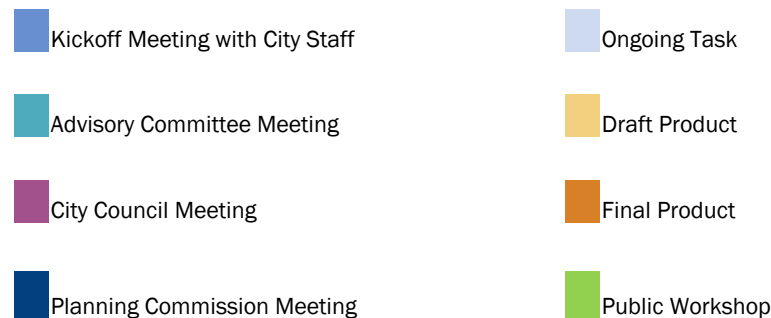 Kickoff Meeting with City Staff
Ongoing Task
Advisory Committee Meeting
Draft Product
City Council Meeting
Final Product
Planning Commission Meeting
Public Workshop